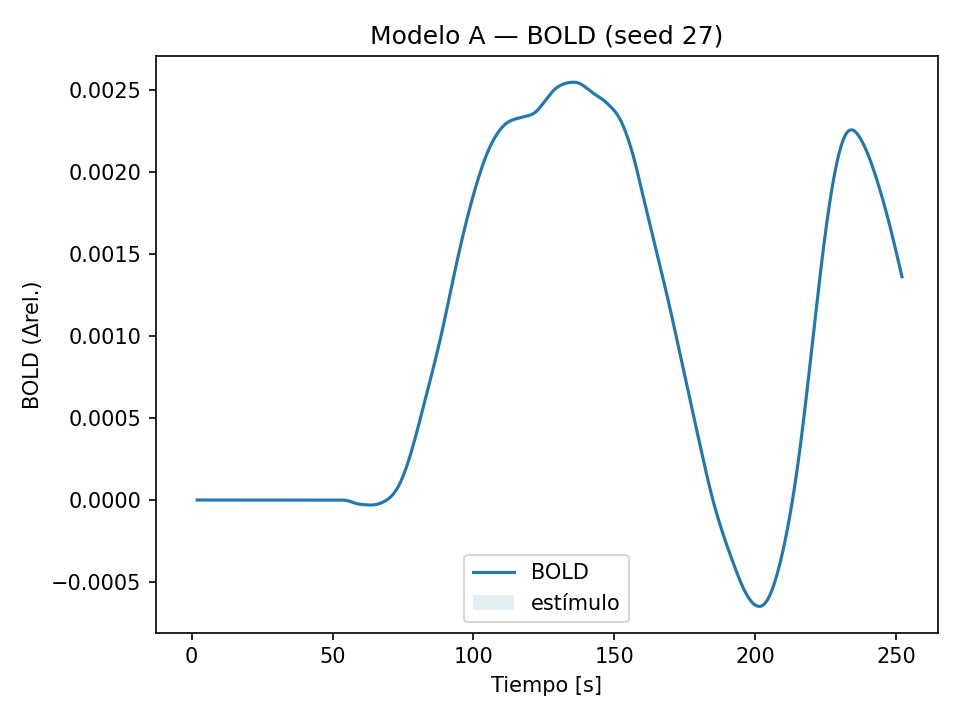 Modelo A — BOLD (seed 27)
0.0025
0.0020
0.0015
0.0010
0.0005
0.0000
−0.0005
BOLD (Δrel.)
BOLD
estímulo
0 50 100 150 200 250
Tiempo [s]